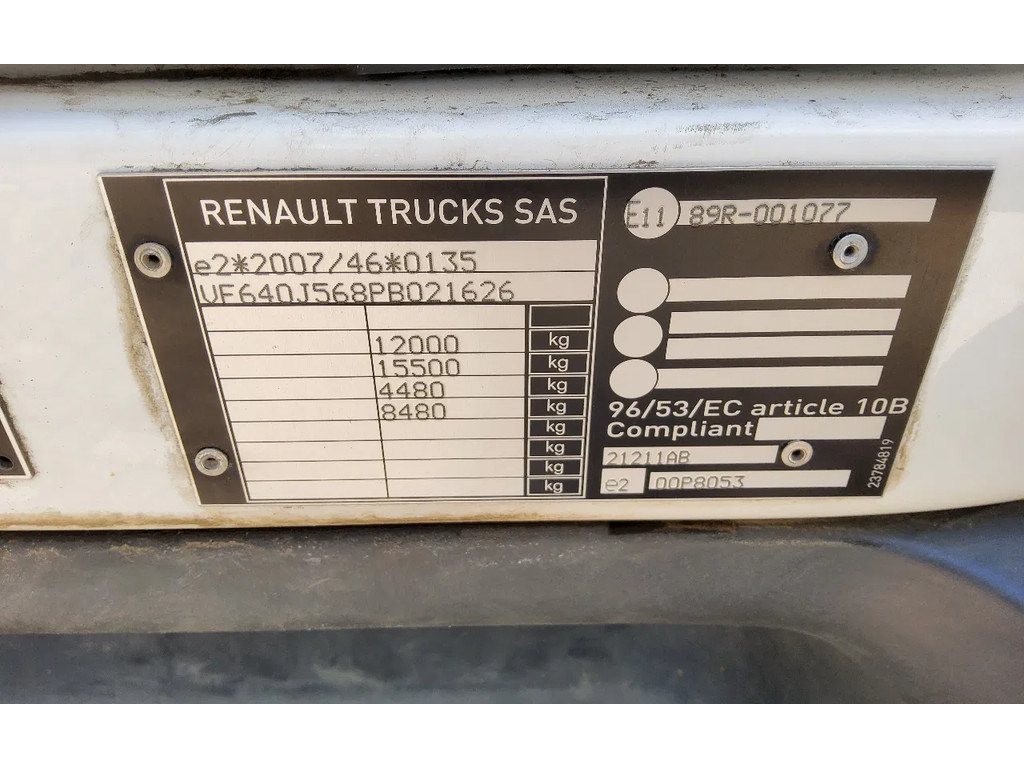 RENAULT TRUCKS SAS
e2*2007/46*0135
VF640J568PB021626
12000 kg
15500 kg
4480 kg
8480 kg
kg
kg
kg
kg
E11 89R-001077
96/53/EC article 10B
Compliant
21211AB
e2 00P8053
23784819